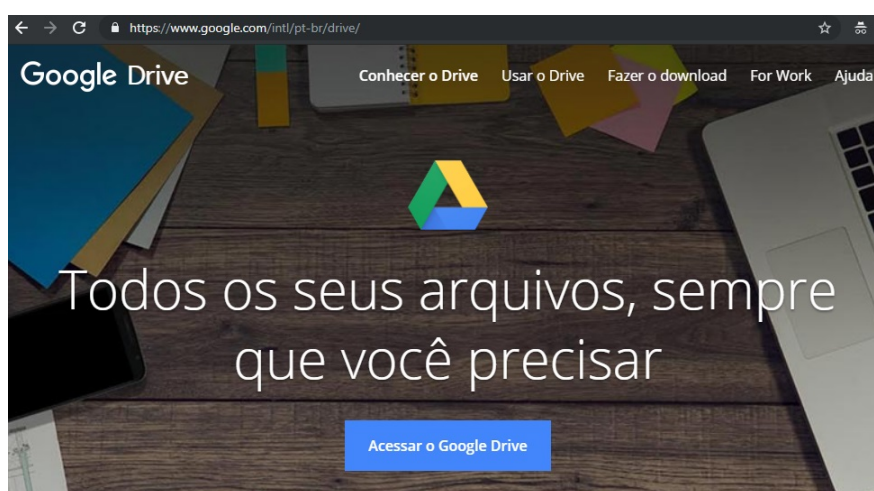 https://www.google.com/intl/pt-br/drive/
Google Drive
Conhecer o Drive Usar o Drive Fazer o download For Work Ajuda
Todos os seus arquivos, sempre
que você precisar
Acessar o Google Drive